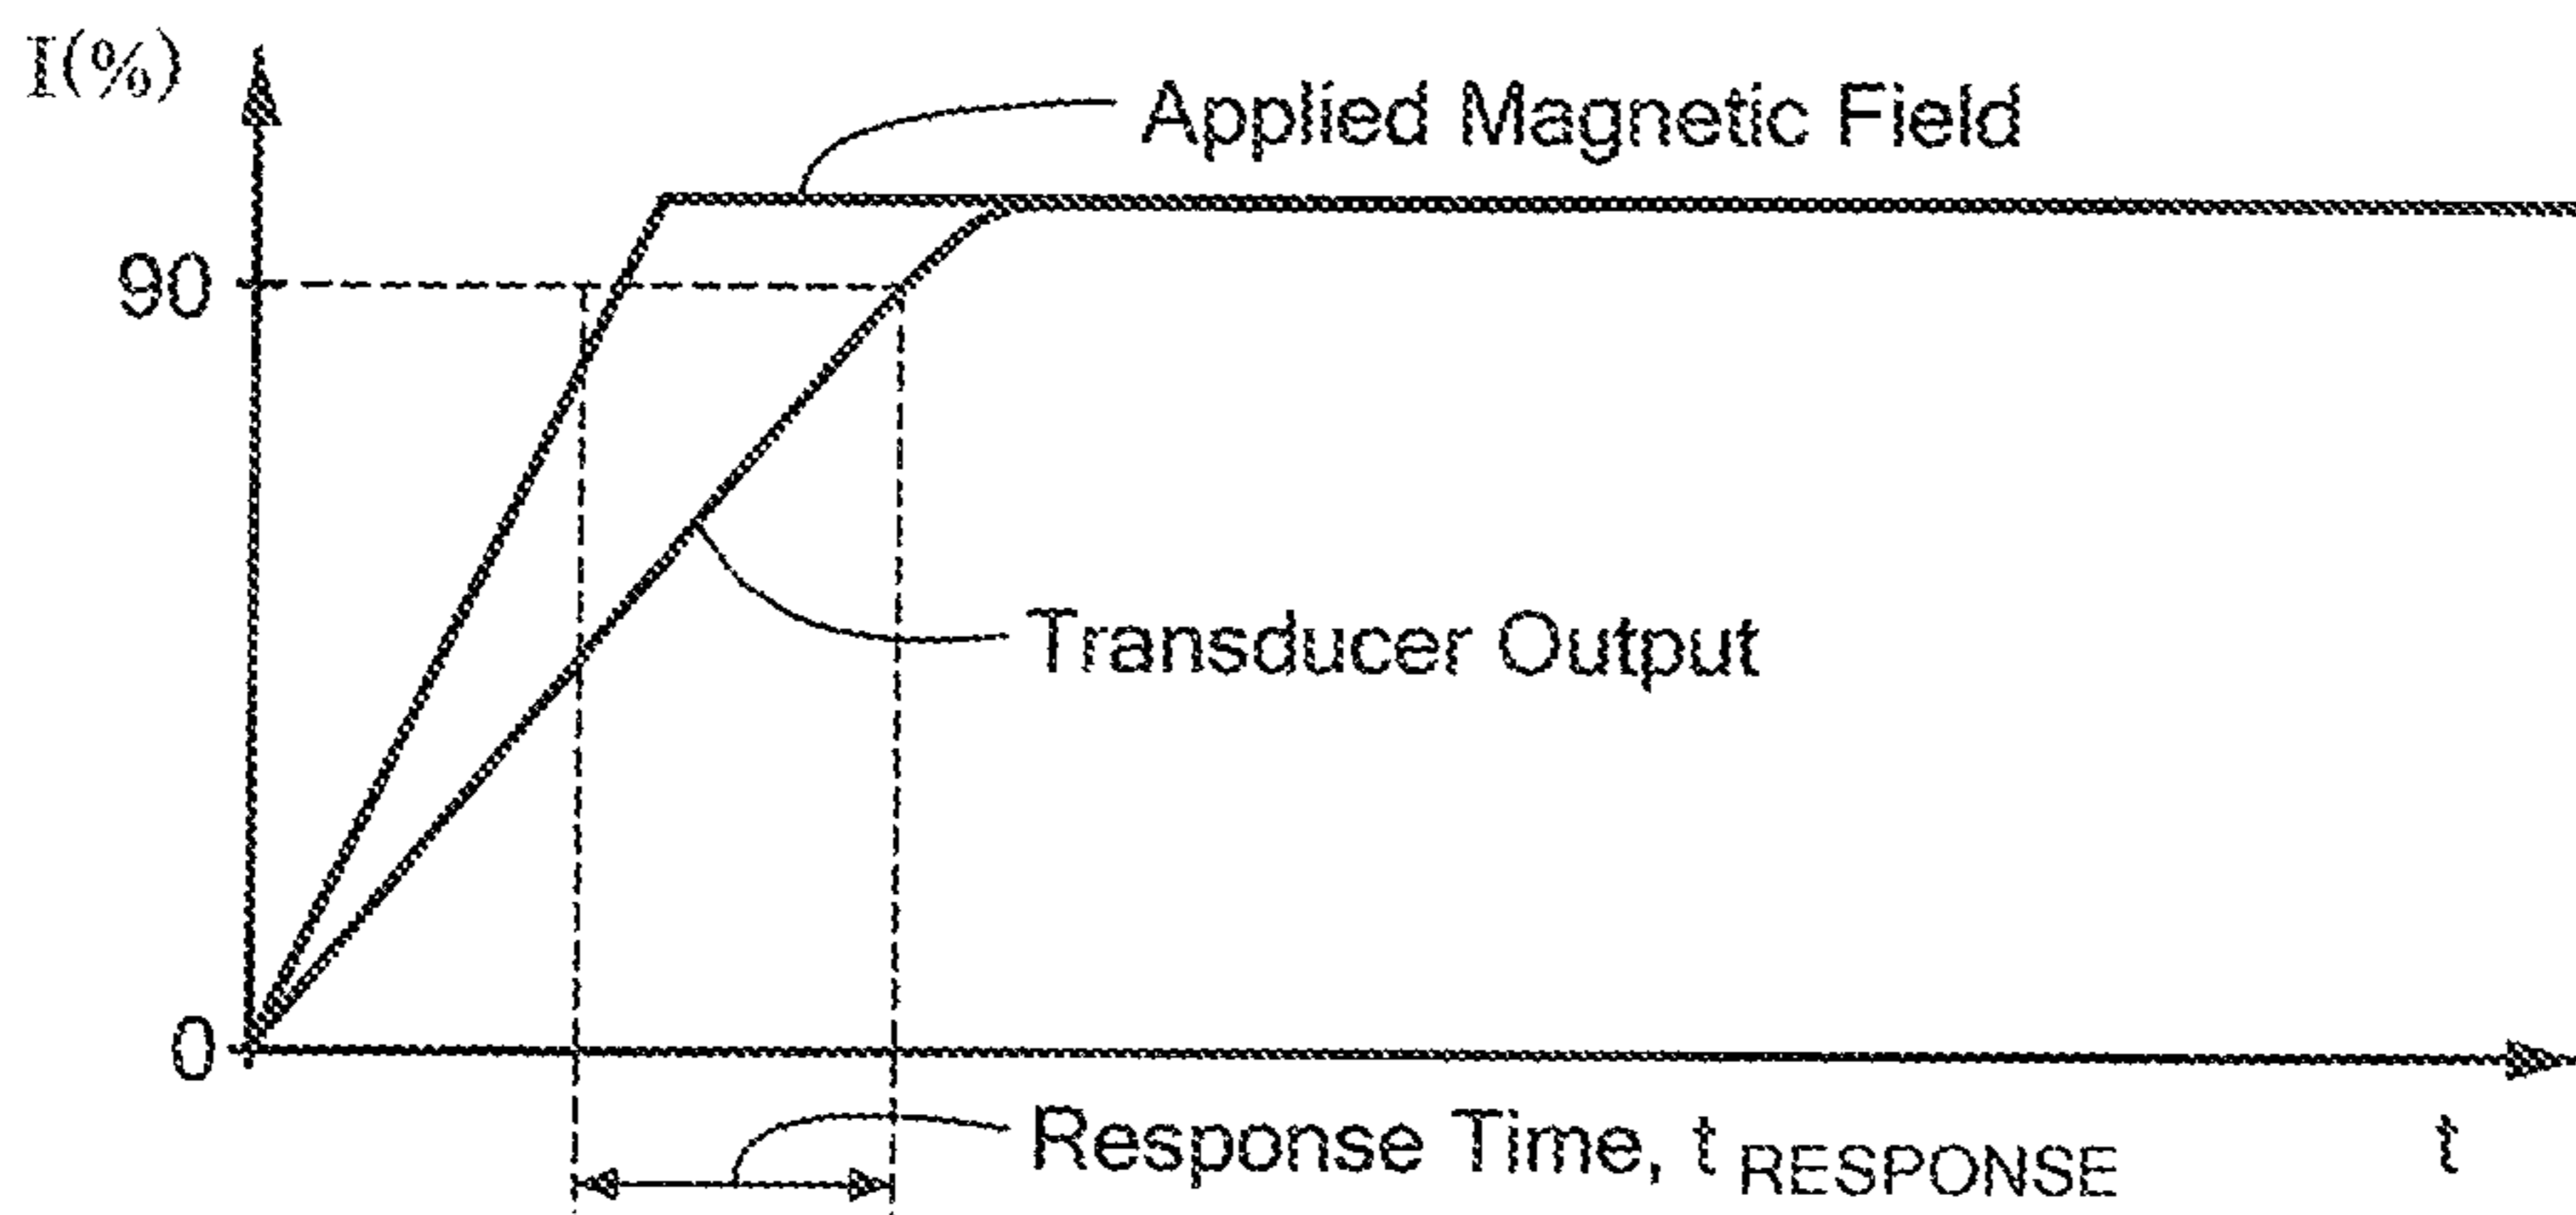 I(%)
Applied Magnetic Field
90
Transducer Output
0
Response Time, t RESPONSE
t